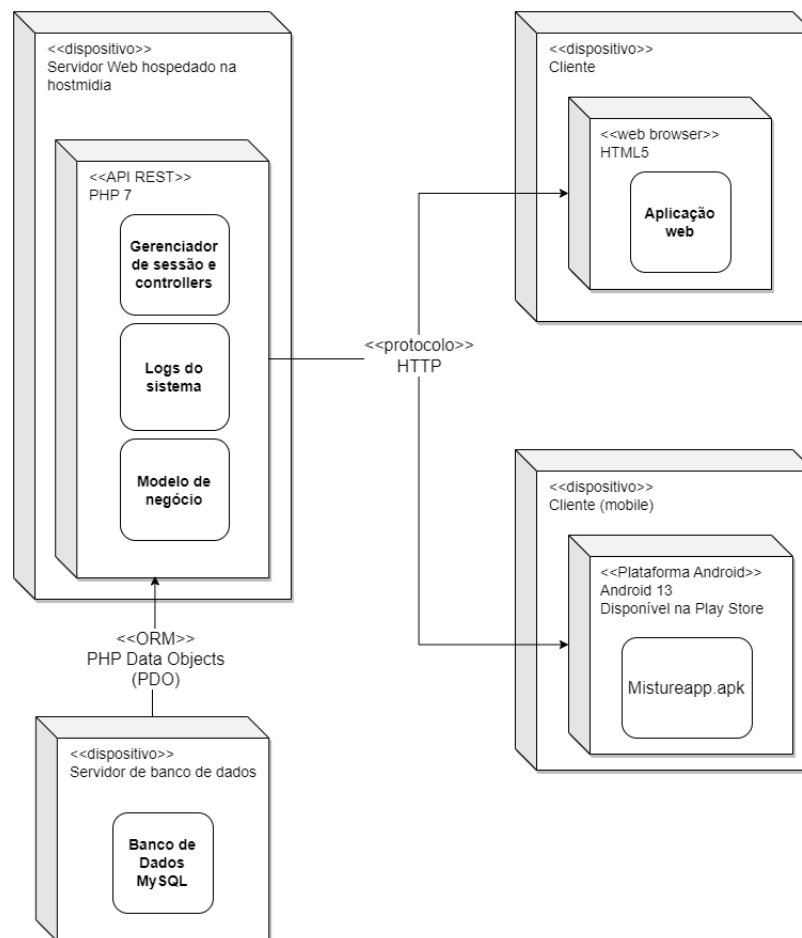 <<dispositivo>>
Servidor Web hospedado na
hostmidia
<<API REST>>
PHP 7
Gerenciador
de sessão e
controllers
Logs do
sistema
Modelo de
negócio
<<ORM>>
PHP Data Objects
(PDO)
<<dispositivo>>
Servidor de banco de dados
Banco de
Dados
MySQL
<<protocolo>>
HTTP
<<dispositivo>>
Cliente
<<web browser>>
HTML5
Aplicação
web
<<dispositivo>>
Cliente (mobile)
<<Plataforma Android>>
Android 13
Disponível na Play Store
Mistureapp.apk